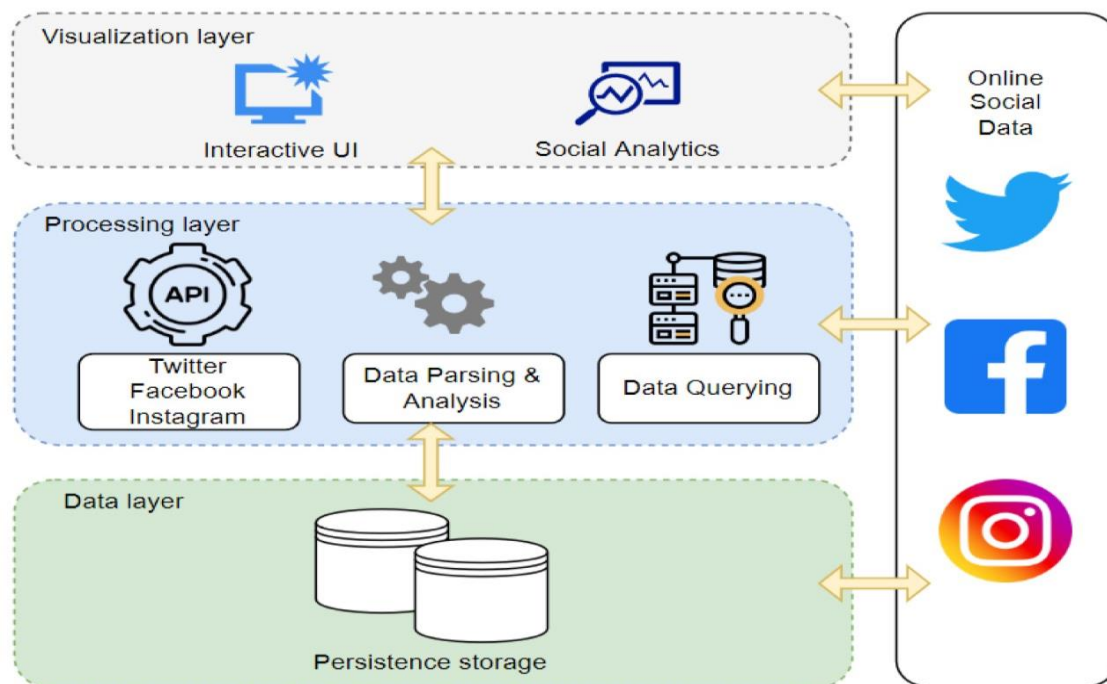 Visualization layer
Interactive UI
Social Analytics
Processing layer
API
Twitter
Facebook
Instagram
Data Parsing &
Analysis
Data Querying
Data layer
Persistence storage
Online
Social
Data